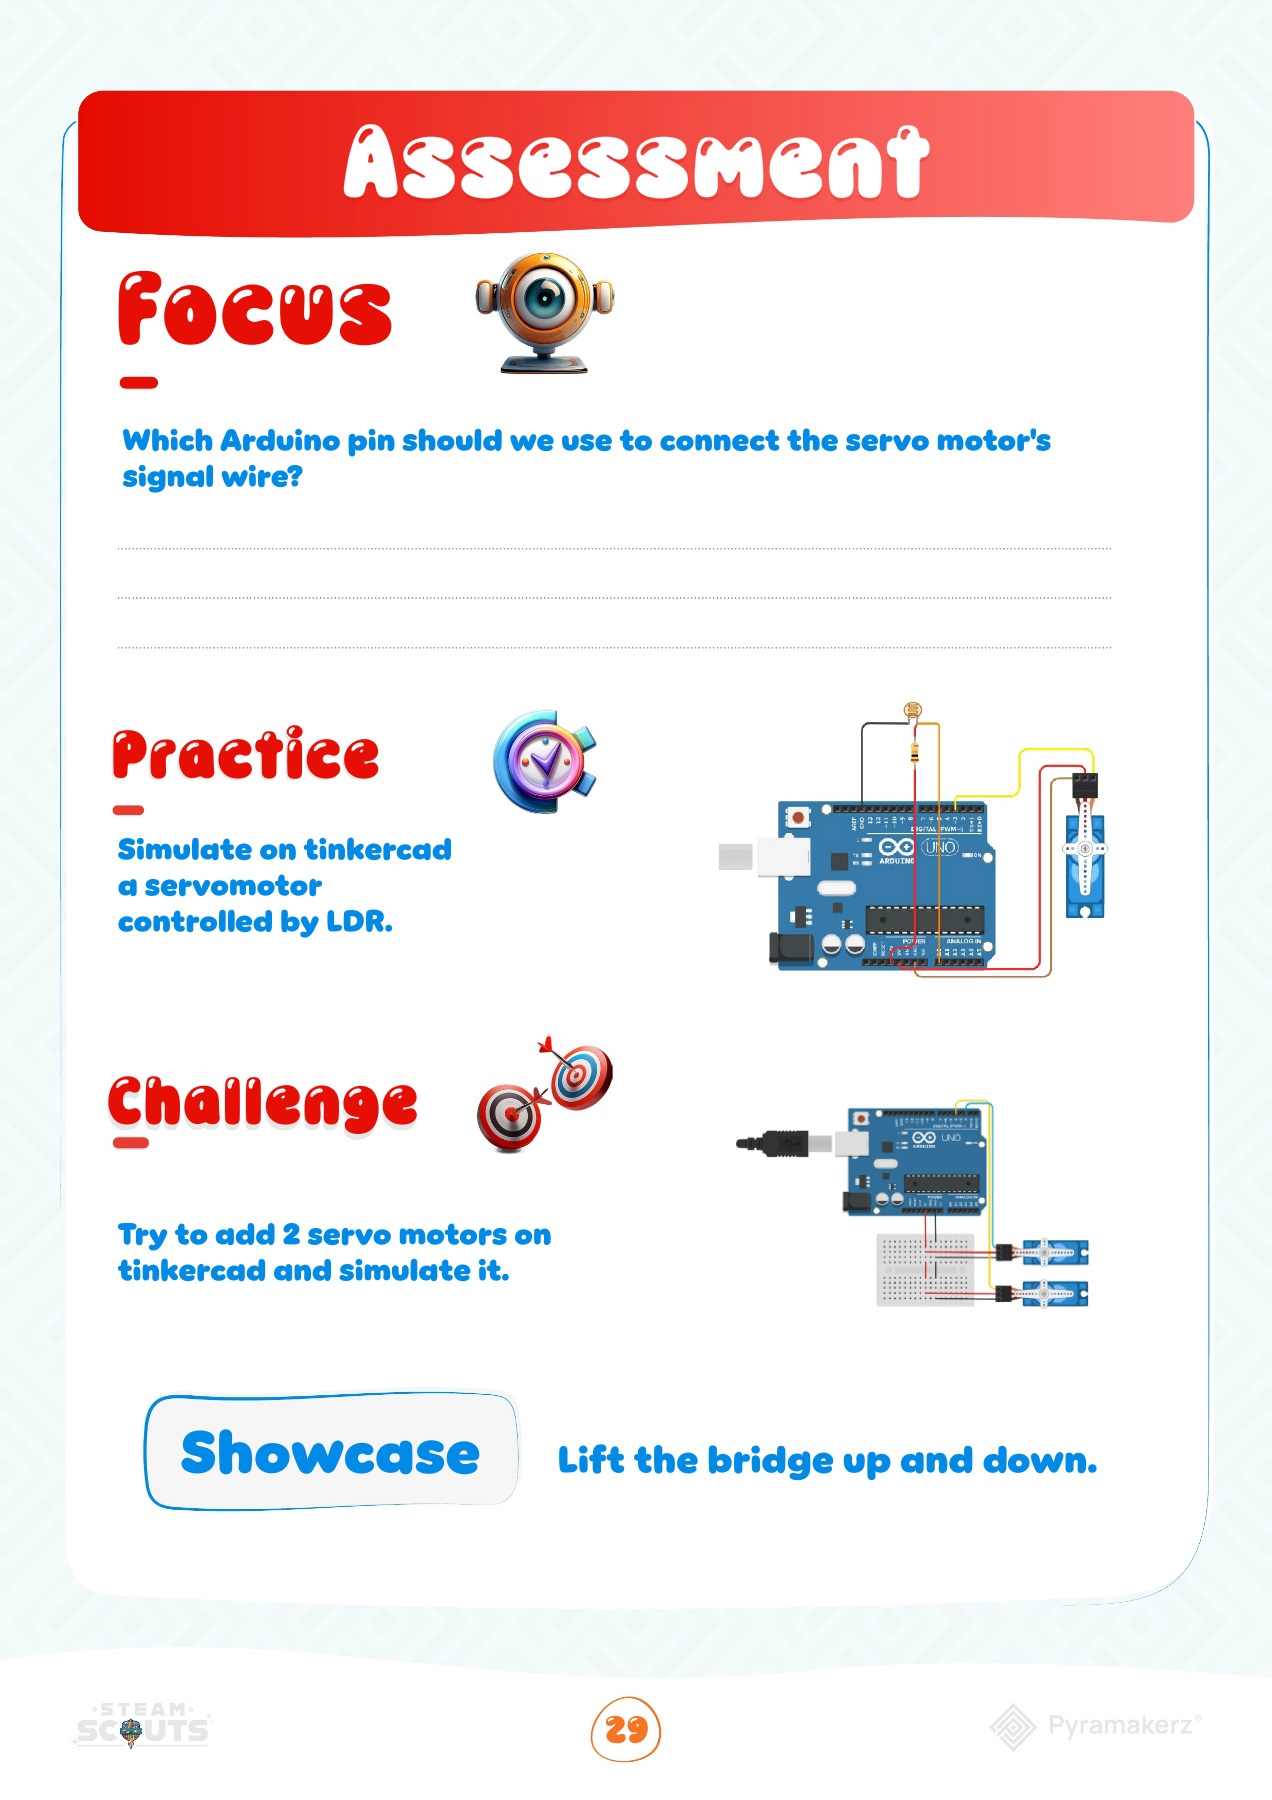 Assessment
Focus
Which Arduino pin should we use to connect the servo motor's
signal wire?
Practice
Simulate on tinkercad
a servomotor
controlled by LDR.
DIGITAL (PWM~)
UNO
ARDUINO
ON
POWER
ANALOG IN
Challenge
Try to add 2 servo motors on
tinkercad and simulate it.
UNO
Showcase
Lift the bridge up and down.
STEAM
SCOUTS
29
Pyramakerz